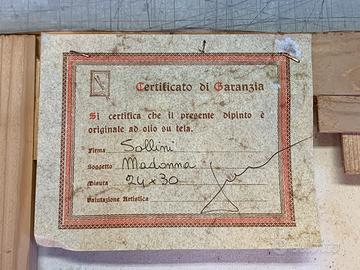 Certificato di Garanzia
Si certifica che il presente dipinto è
originale ad olio su tela.
Firma Sollini
Soggetto Madonna
Misura 24x30
Valutazione Artistica